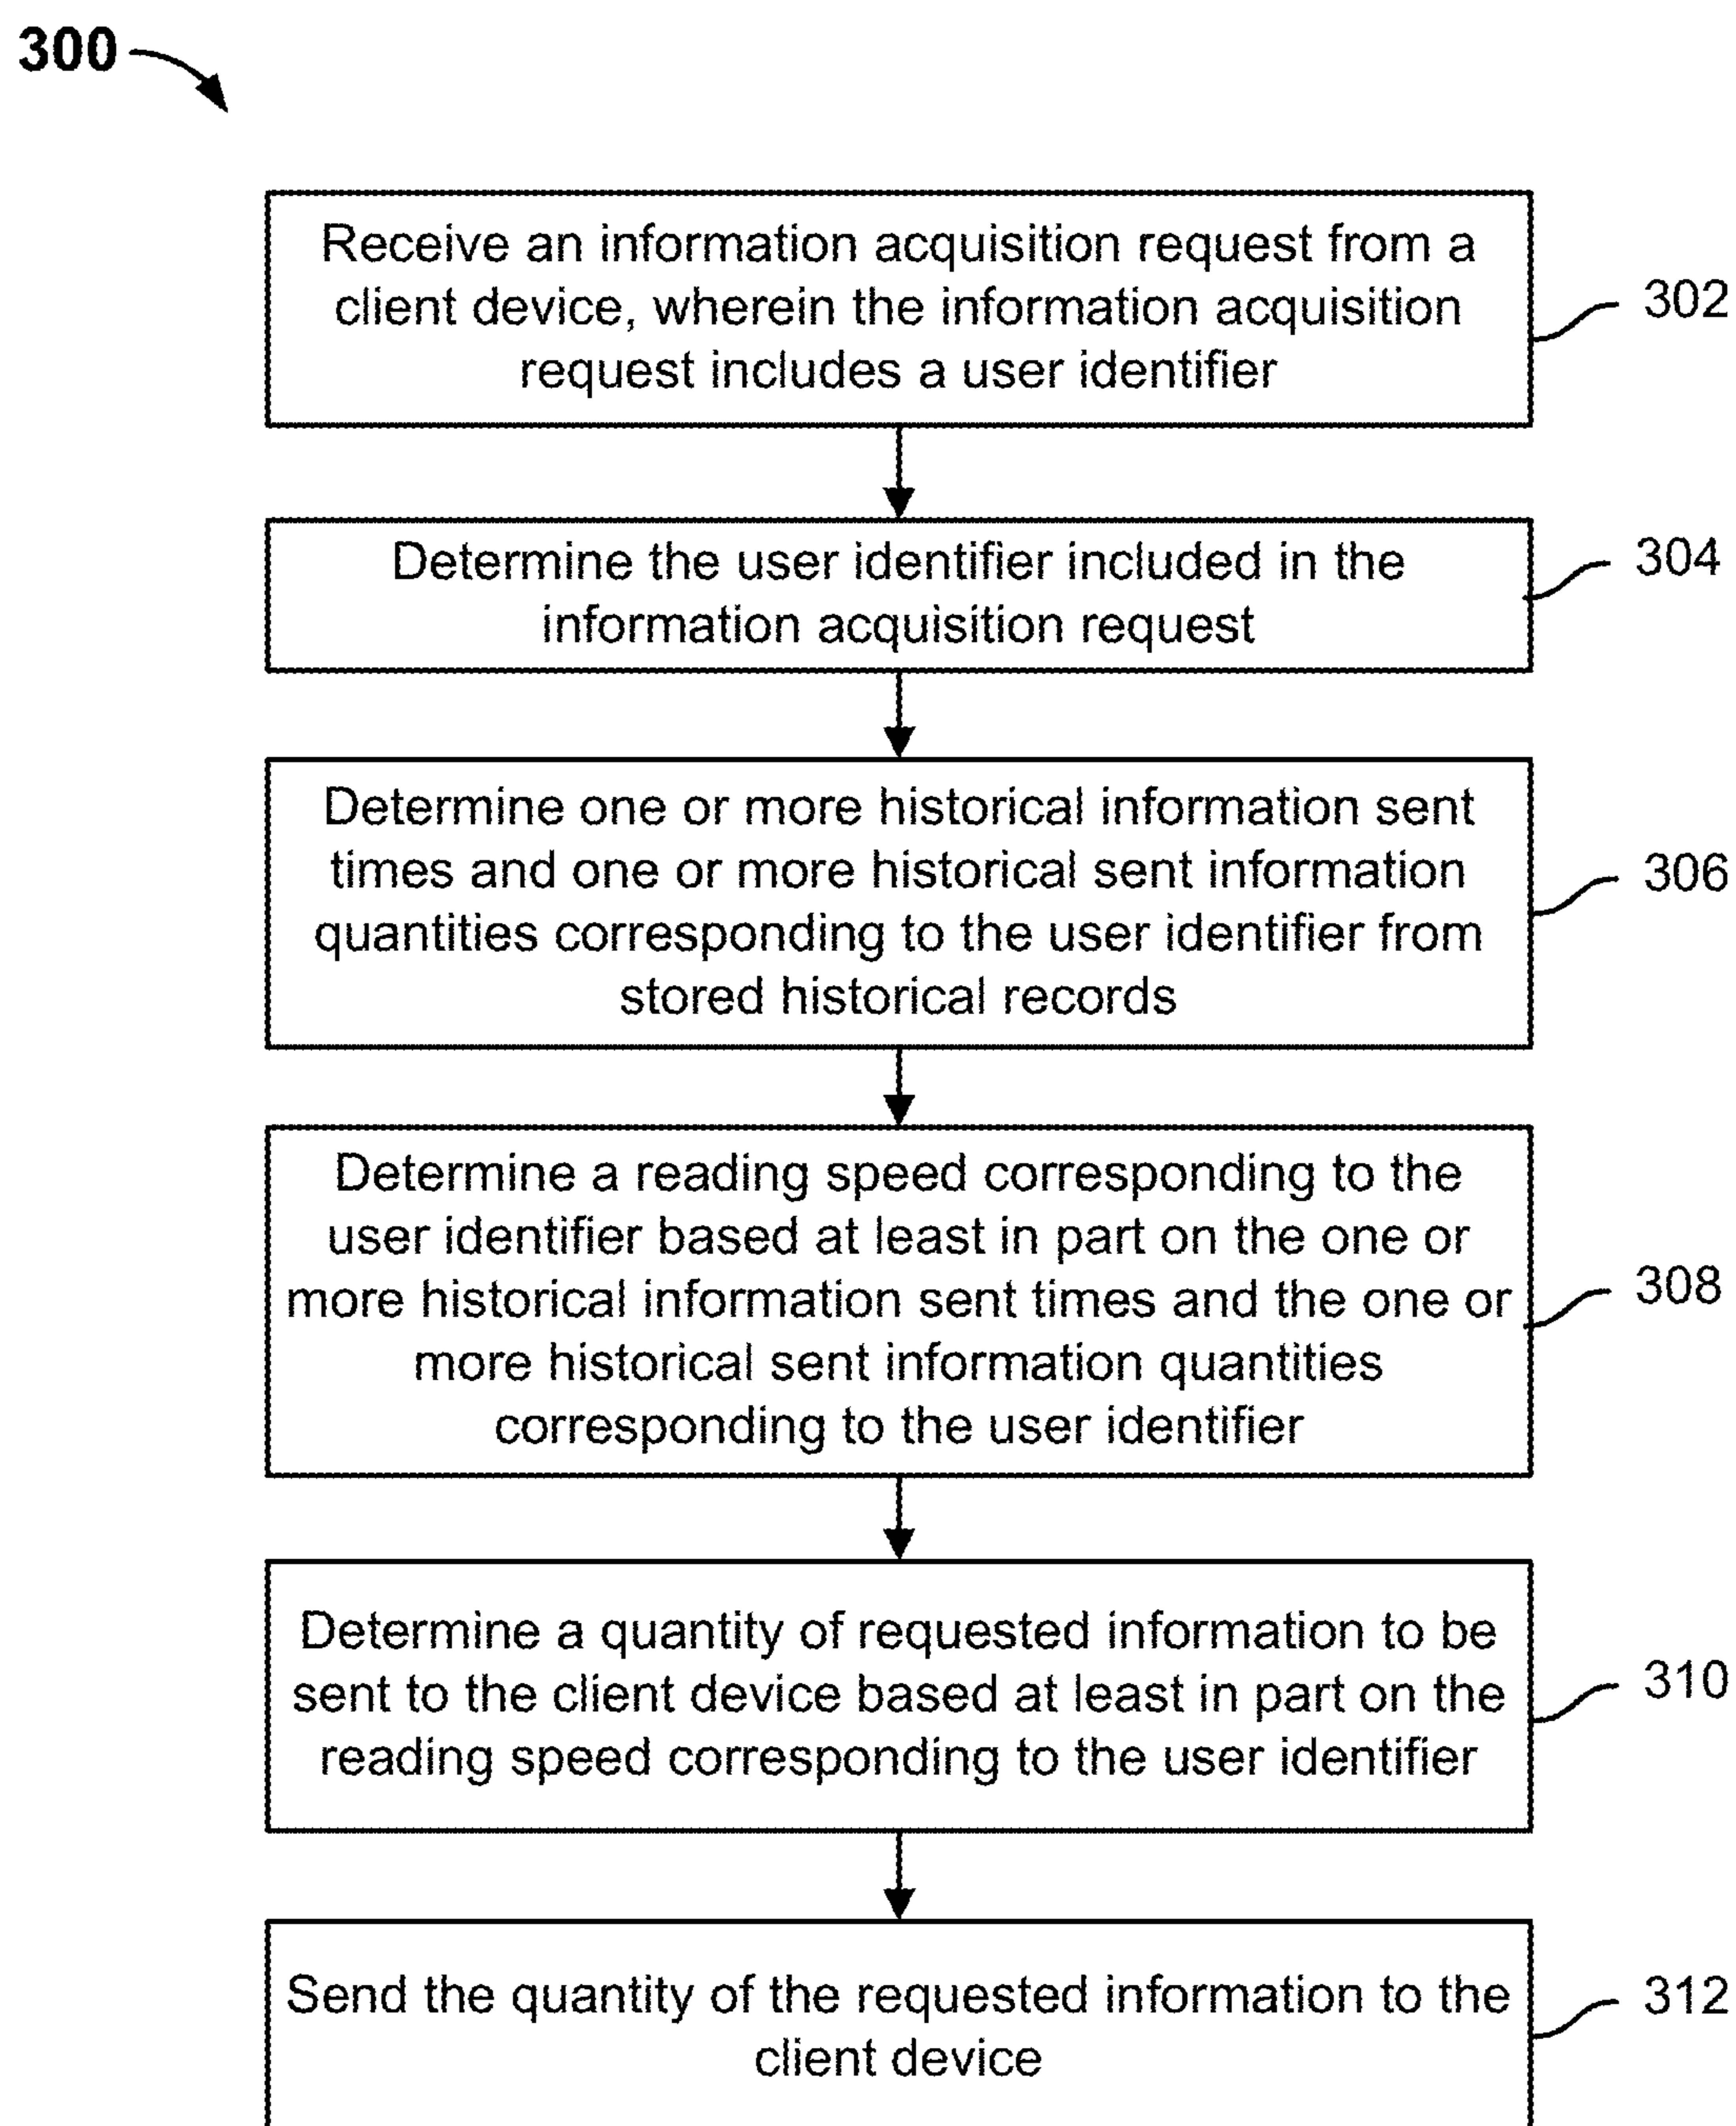 300
Receive an information acquisition request from a
client device, wherein the information acquisition
request includes a user identifier
302
Determine the user identifier included in the
information acquisition request
304
Determine one or more historical information sent
times and one or more historical sent information
quantities corresponding to the user identifier from
stored historical records
306
Determine a reading speed corresponding to the
user identifier based at least in part on the one or
more historical information sent times and the one or
more historical sent information quantities
corresponding to the user identifier
308
Determine a quantity of requested information to be
sent to the client device based at least in part on the
reading speed corresponding to the user identifier
310
Send the quantity of the requested information to the
client device
312